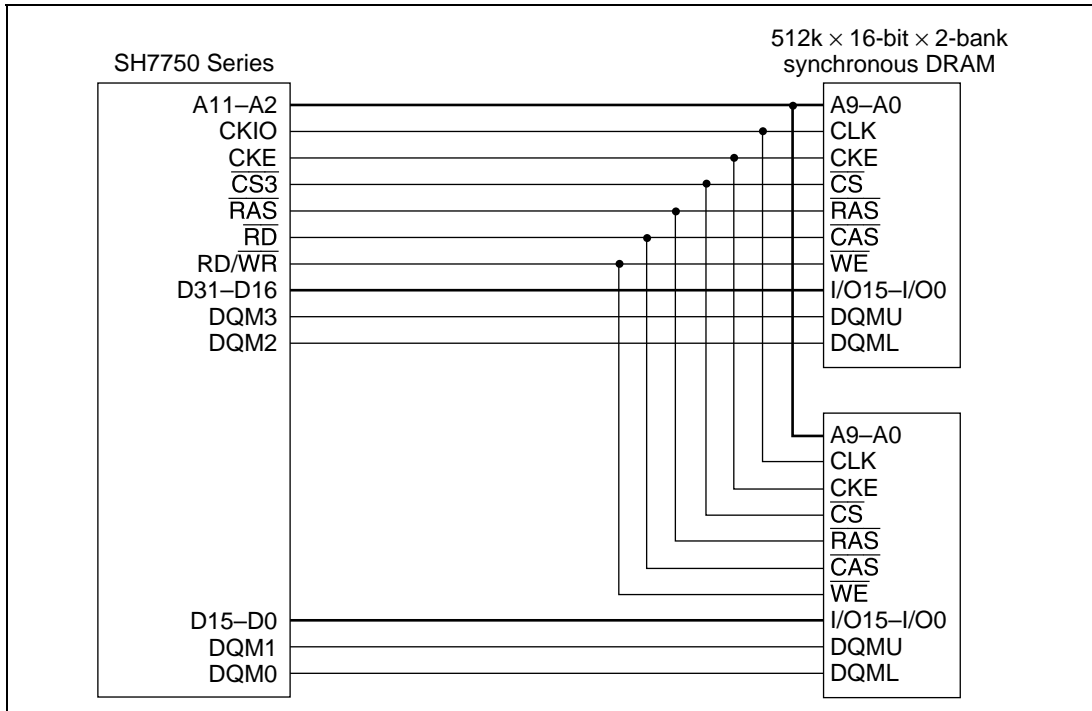 SH7750 Series
A11–A2
CKIO
CKE
CS3
RAS
RD
RD/WR
D31–D16
DQM3
DQM2
D15–D0
DQM1
DQM0
512k × 16-bit × 2-bank
synchronous DRAM
A9–A0
CLK
CKE
CS
RAS
CAS
WE
I/O15–I/O0
DQMU
DQML
A9–A0
CLK
CKE
CS
RAS
CAS
WE
I/O15–I/O0
DQMU
DQML